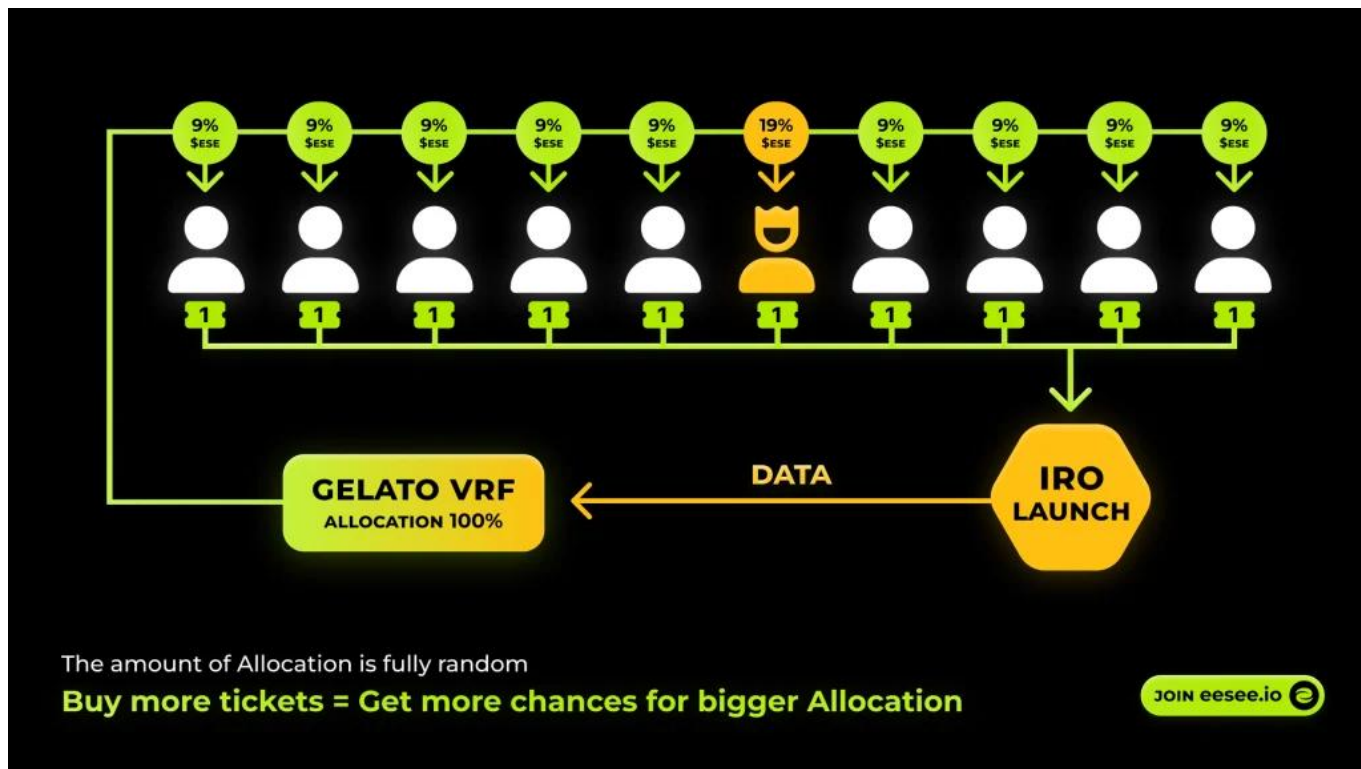 9% 9% 9% 9% 9% 19% 9% 9% 9% 9%
$ESE $ESE $ESE $ESE $ESE $ESE $ESE $ESE $ESE $ESE
1 1 1 1 1 1 1 1 1 1
GELATO VRF
ALLOCATION 100%
DATA
IRO
LAUNCH
The amount of Allocation is fully random
Buy more tickets = Get more chances for bigger Allocation
JOIN eesee.io